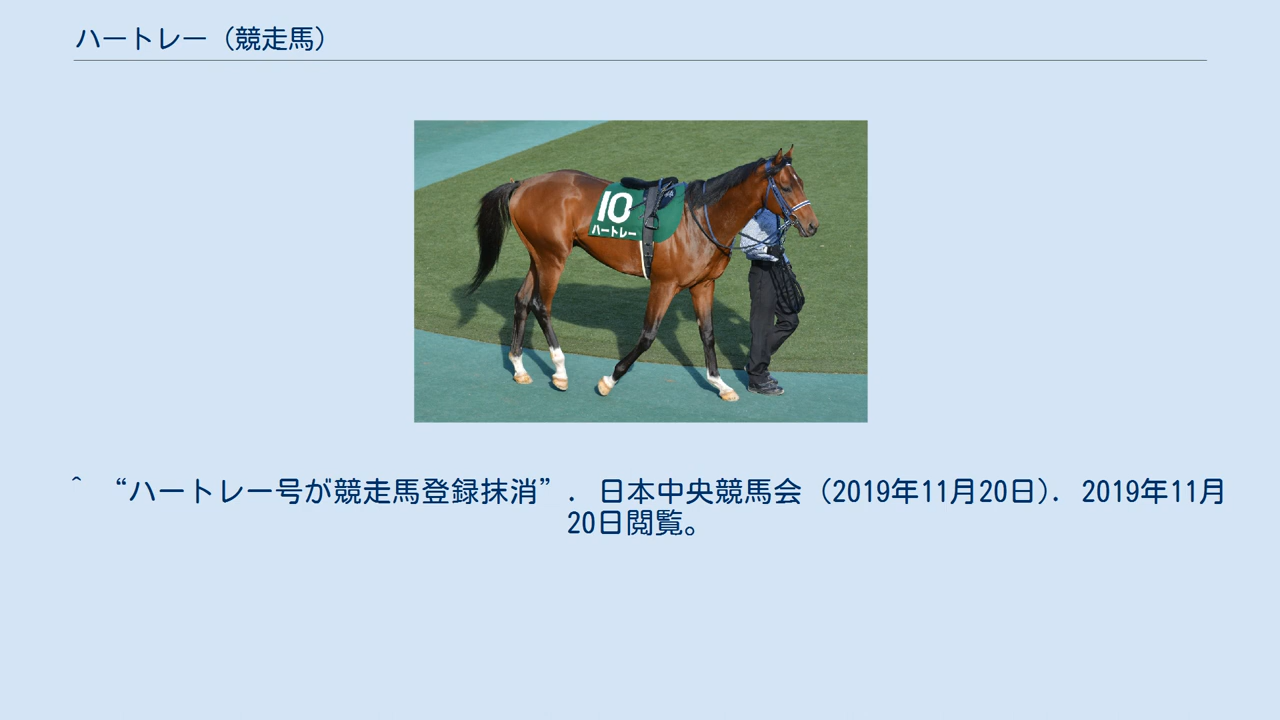 ハートレー（競走馬）
10
ハートレー
^ “ハートレー号が競走馬登録抹消”. 日本中央競馬会（2019年11月20日）. 2019年11月
20日閲覧。